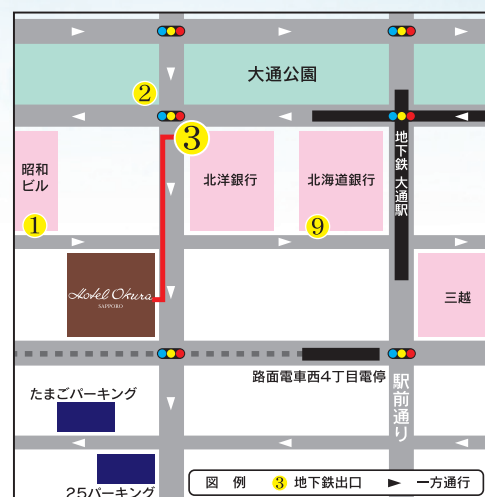 大通公園
2
3
地下鉄 大通駅
昭和
ビル
北洋銀行
北海道銀行
1
9
Hotel Okura
SAPPORO
三越
路面電車西4丁目電停
駅前通り
たまごパーキング
25パーキング
図 例 3 地下鉄出口 ► 一方通行